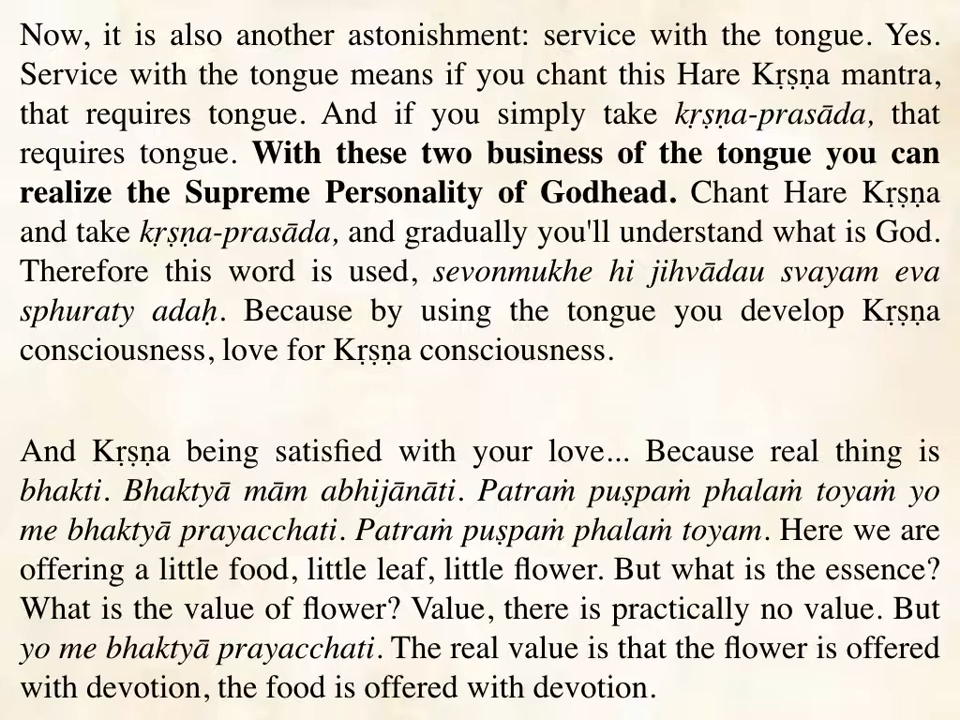 Now, it is also another astonishment: service with the tongue. Yes.
Service with the tongue means if you chant this Hare Kṛṣṇa mantra,
that requires tongue. And if you simply take kṛṣṇa-prasāda, that
requires tongue. With these two business of the tongue you can
realize the Supreme Personality of Godhead. Chant Hare Kṛṣṇa
and take kṛṣṇa-prasāda, and gradually you'll understand what is God.
Therefore this word is used, sevonmukhe hi jihvādau svayam eva
sphuraty adaḥ. Because by using the tongue you develop Kṛṣṇa
consciousness, love for Kṛṣṇa consciousness.
And Kṛṣṇa being satisfied with your love... Because real thing is
bhakti. Bhaktyā mām abhijānāti. Patraṁ puṣpaṁ phalaṁ toyaṁ yo
me bhaktyā prayacchati. Patraṁ puṣpaṁ phalaṁ toyam. Here we are
offering a little food, little leaf, little flower. But what is the essence?
What is the value of flower? Value, there is practically no value. But
yo me bhaktyā prayacchati. The real value is that the flower is offered
with devotion, the food is offered with devotion.